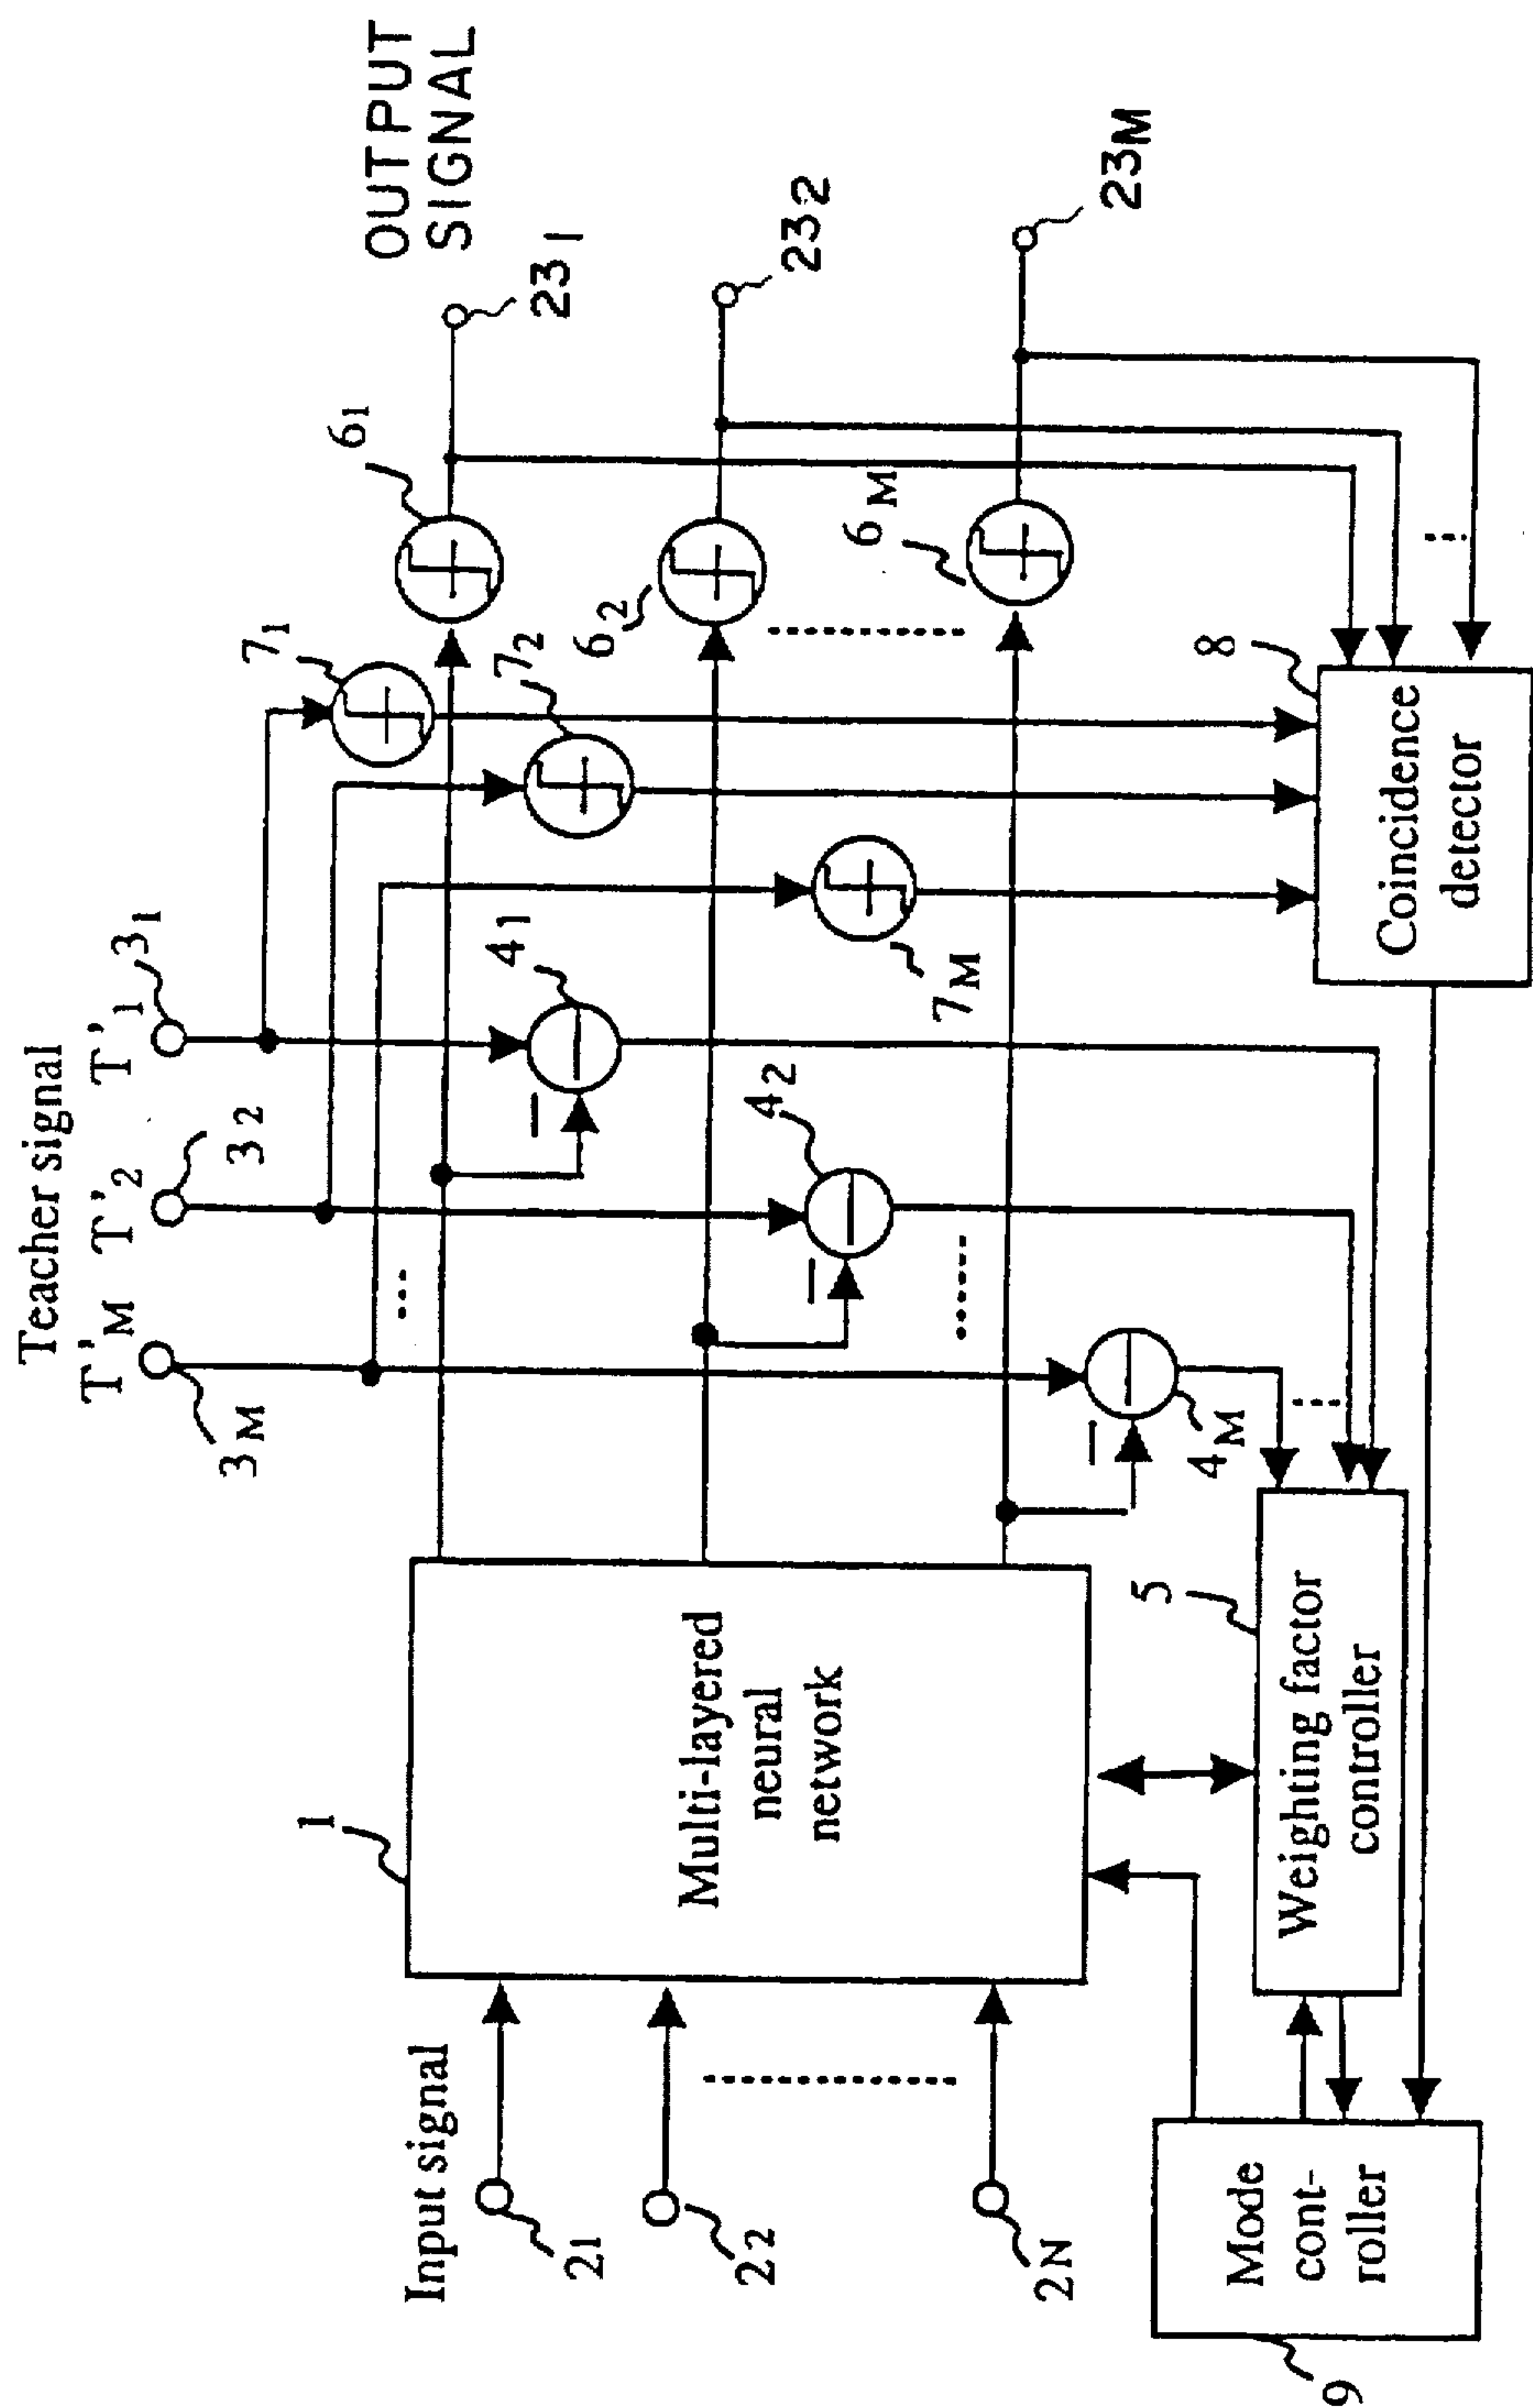 Teacher signal
T'M T'2 T'1
3M
32
31
OUTPUT
SIGNAL
Input signal
21
22
2N
1
Multi-layered
neural
network
41
42
4M
71
72
7M
61
62
6M
231
232
23M
5
Weighting factor
controller
8
Coincidence
detector
9
Mode
cont-
roller